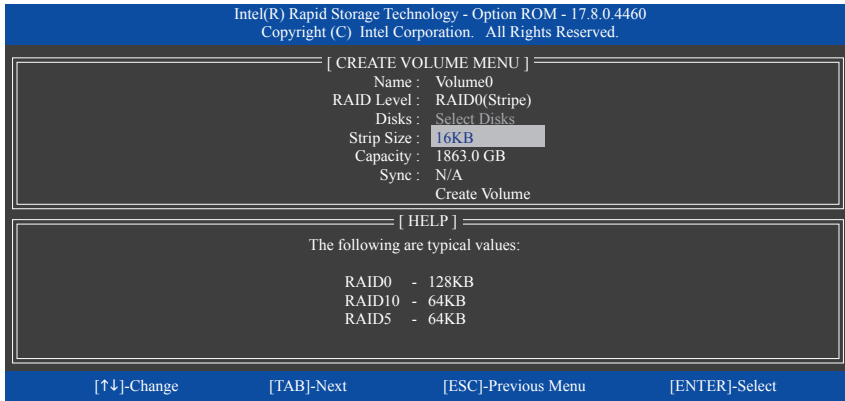 Intel(R) Rapid Storage Technology - Option ROM - 17.8.0.4460
Copyright (C) Intel Corporation. All Rights Reserved.
[ CREATE VOLUME MENU ]
Name : Volume0
RAID Level : RAID0(Stripe)
Disks : Select Disks
Strip Size : 16KB
Capacity : 1863.0 GB
Sync : N/A
Create Volume
[ HELP ]
The following are typical values:
RAID0 - 128KB
RAID10 - 64KB
RAID5 - 64KB
[↑↓]-Change [TAB]-Next [ESC]-Previous Menu [ENTER]-Select